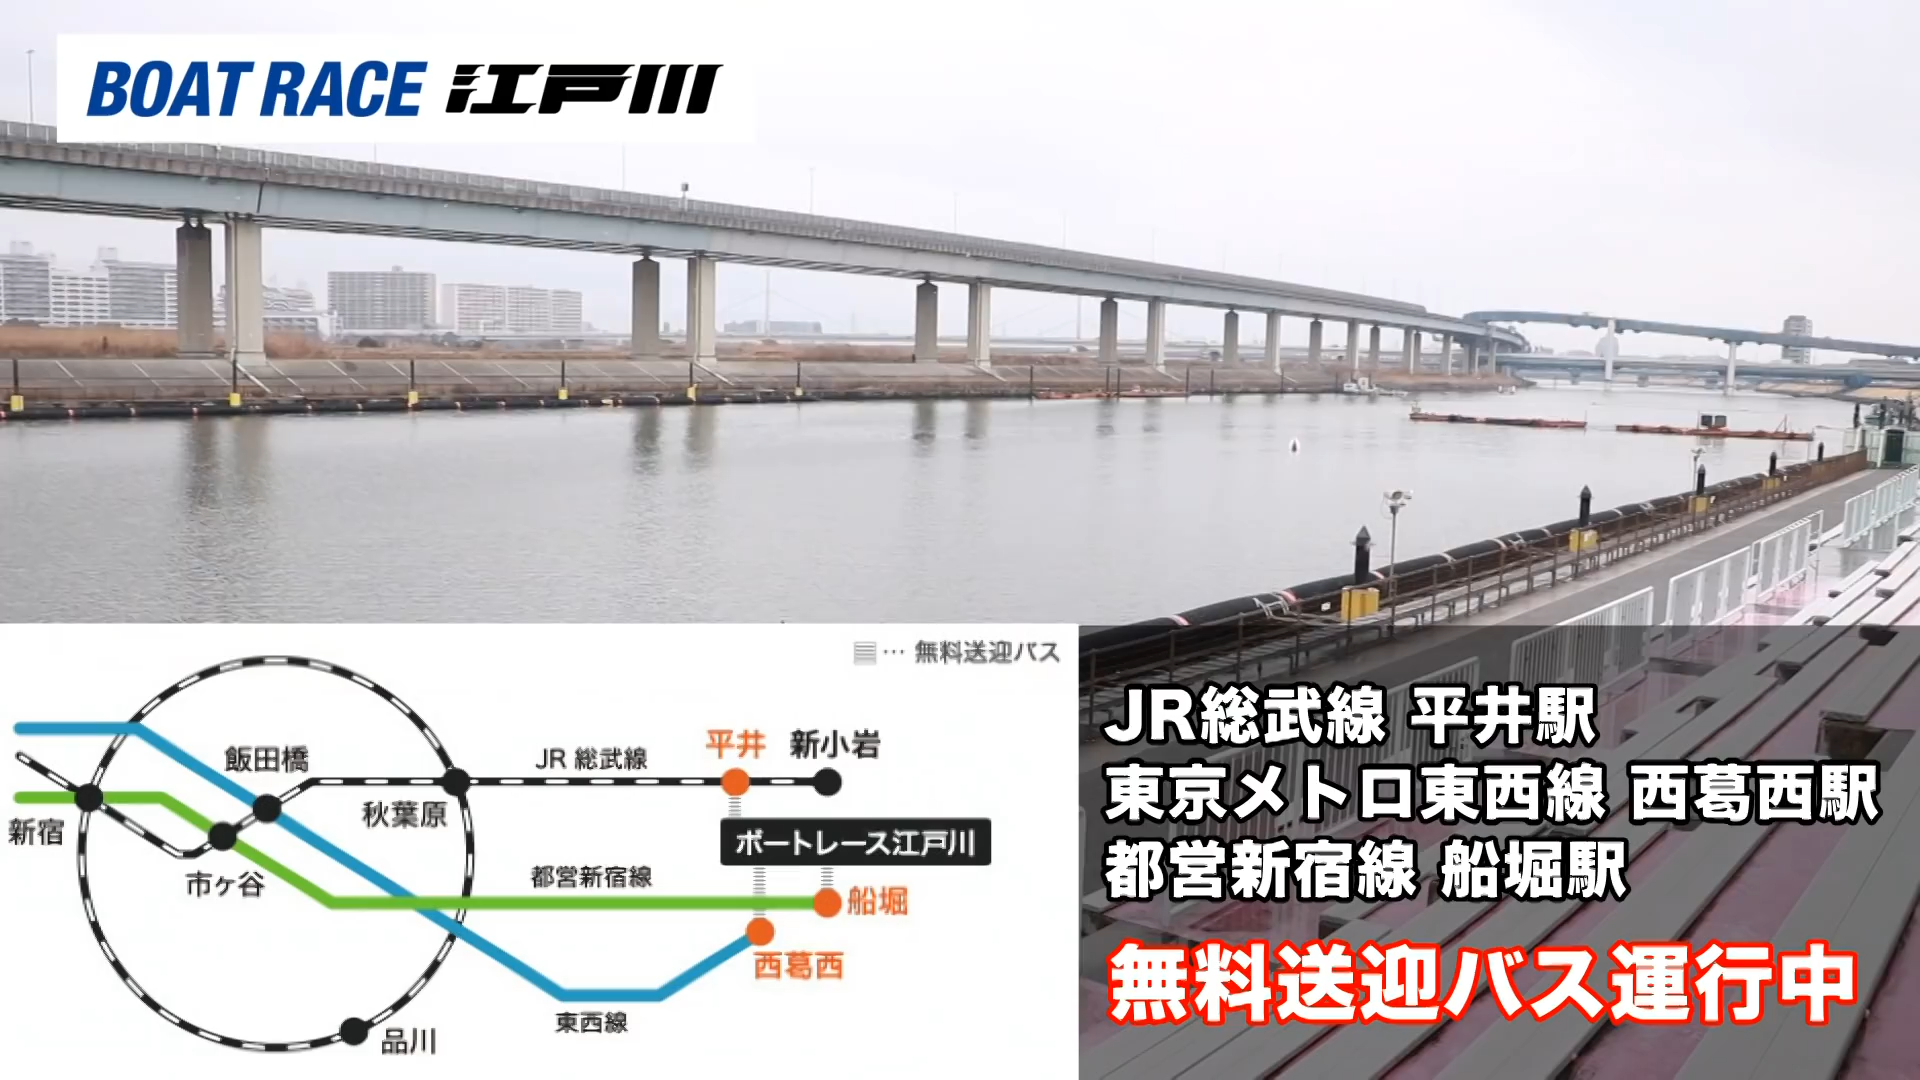 BOAT RACE 江戸川
… 無料送迎バス
飯田橋
JR 総武線
平井
新小岩
新宿
秋葉原
ボートレース江戸川
市ヶ谷
都営新宿線
船堀
西葛西
東西線
品川
JR総武線 平井駅
東京メトロ東西線 西葛西駅
都営新宿線 船堀駅
無料送迎バス運行中